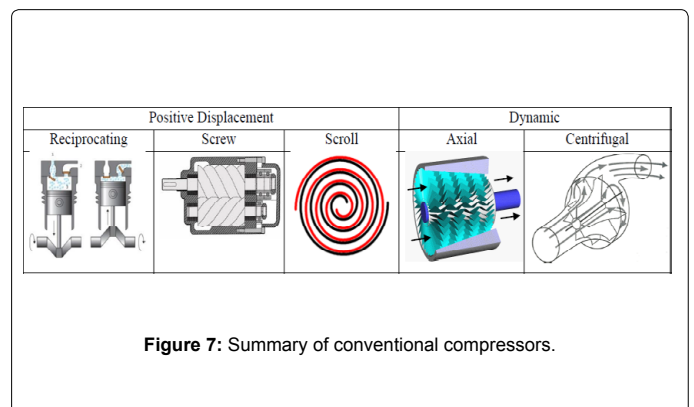 Positive Displacement Dynamic
Reciprocating Screw Scroll Axial Centrifugal
Figure 7: Summary of conventional compressors.